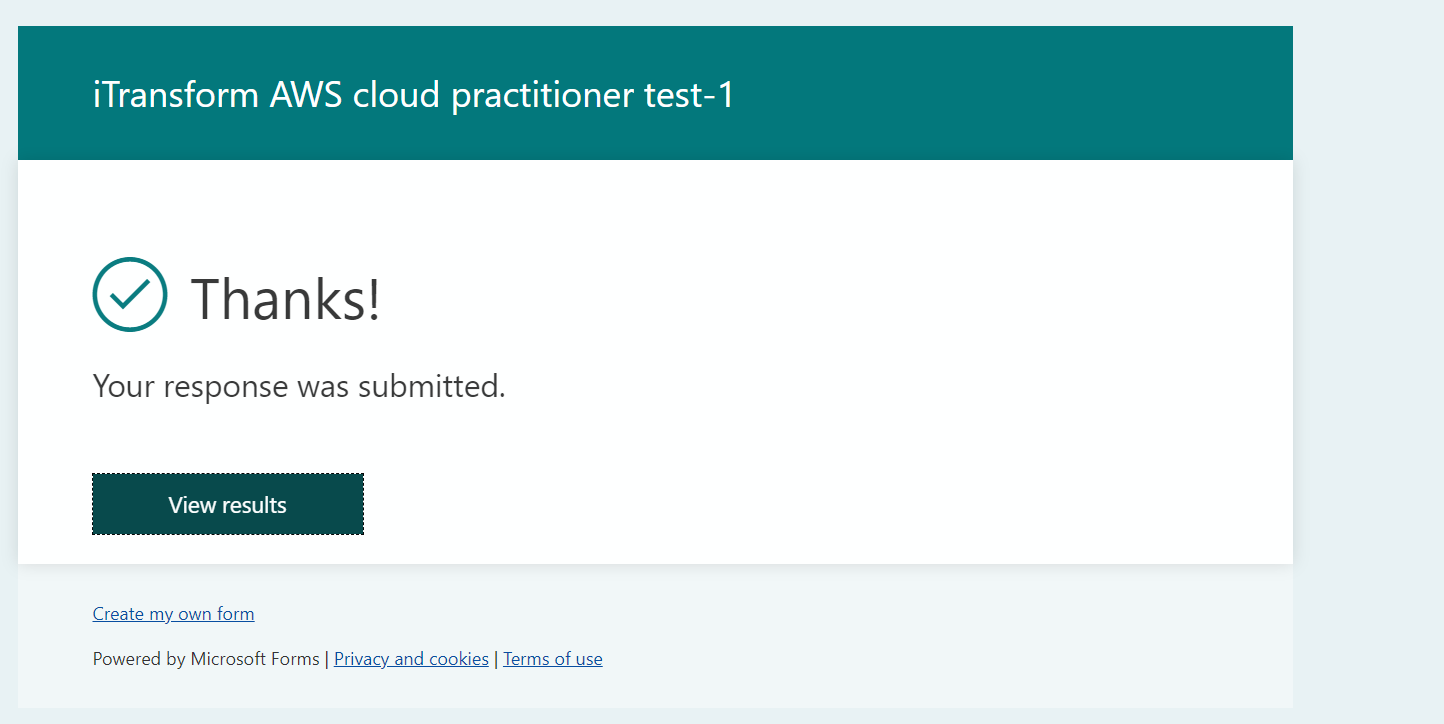 iTransform AWS cloud practitioner test-1
Thanks!
Your response was submitted.
View results
Create my own form
Powered by Microsoft Forms | Privacy and cookies | Terms of use